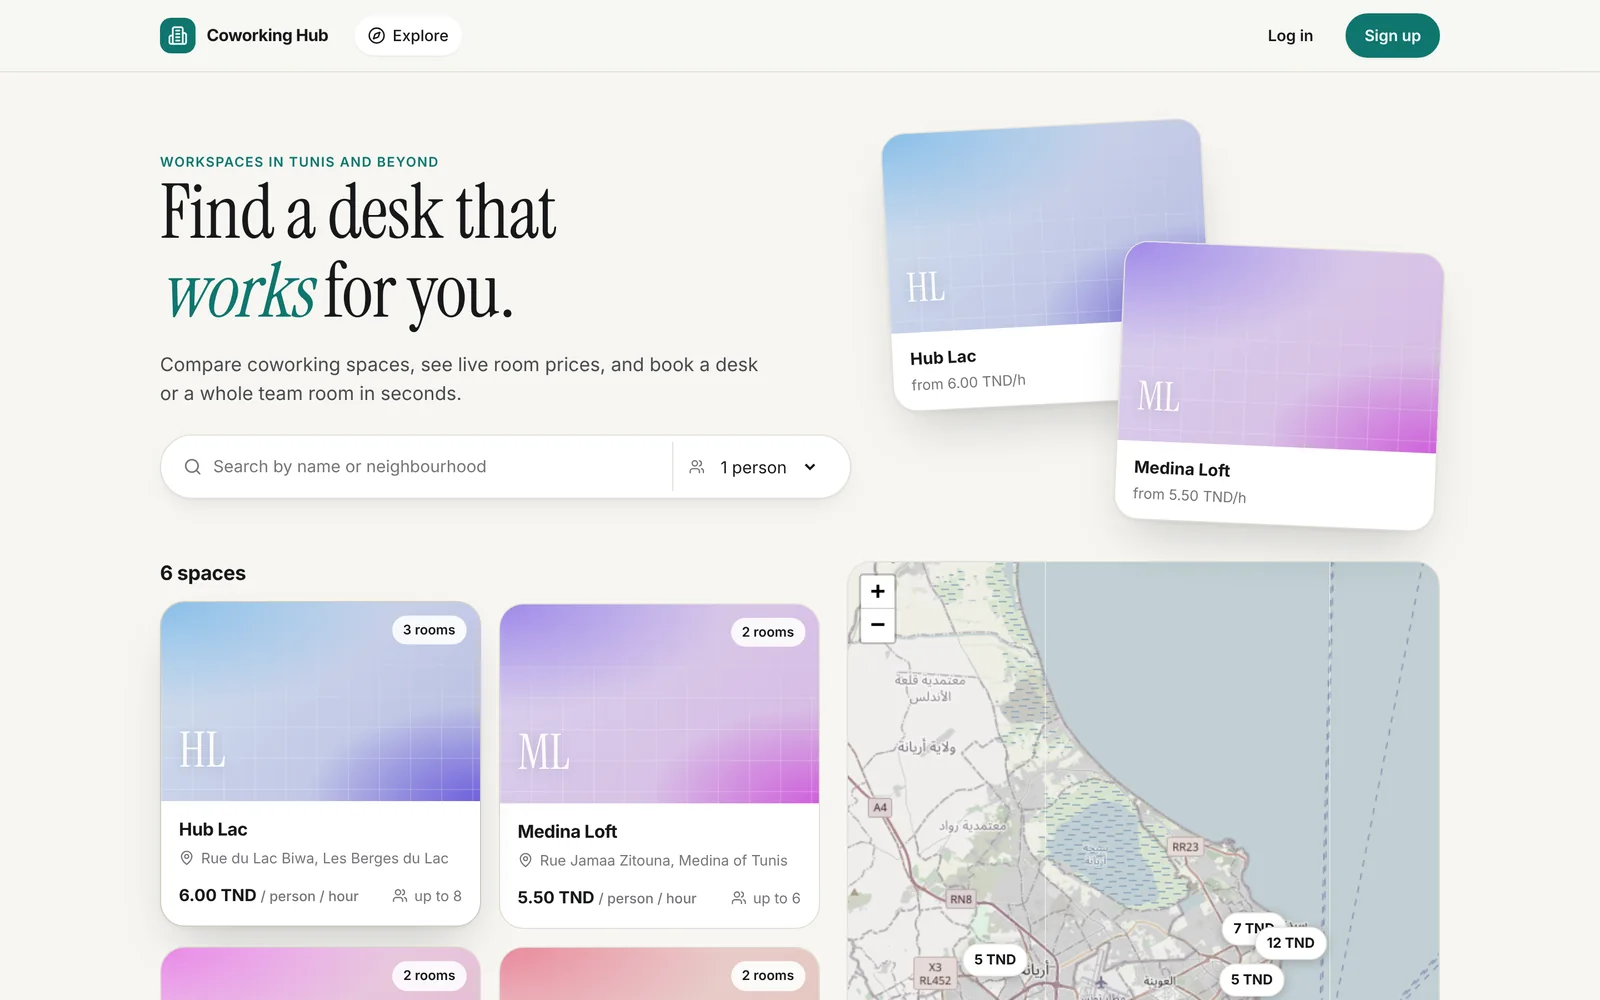 Coworking Hub
Explore
Log in
Sign up
WORKSPACES IN TUNIS AND BEYOND
Find a desk that
works for you.
Compare coworking spaces, see live room prices, and book a desk
or a whole team room in seconds.
Search by name or neighbourhood
1 person
HL
Hub Lac
from 6.00 TND/h
ML
Medina Loft
from 5.50 TND/h
6 spaces
3 rooms
HL
Hub Lac
Rue du Lac Biwa, Les Berges du Lac
6.00 TND / person / hour
up to 8
2 rooms
ML
Medina Loft
Rue Jamaa Zitouna, Medina of Tunis
5.50 TND / person / hour
up to 6
2 rooms
2 rooms
+
−
معتمدية قلعة
الأندلس
ولاية أريانة
A4
معتمدية رواد
سبخة
أريانة
RR23
RN8
7 TND
12 TND
5 TND
X3
RL452
أريانة
5 TND
العوينة